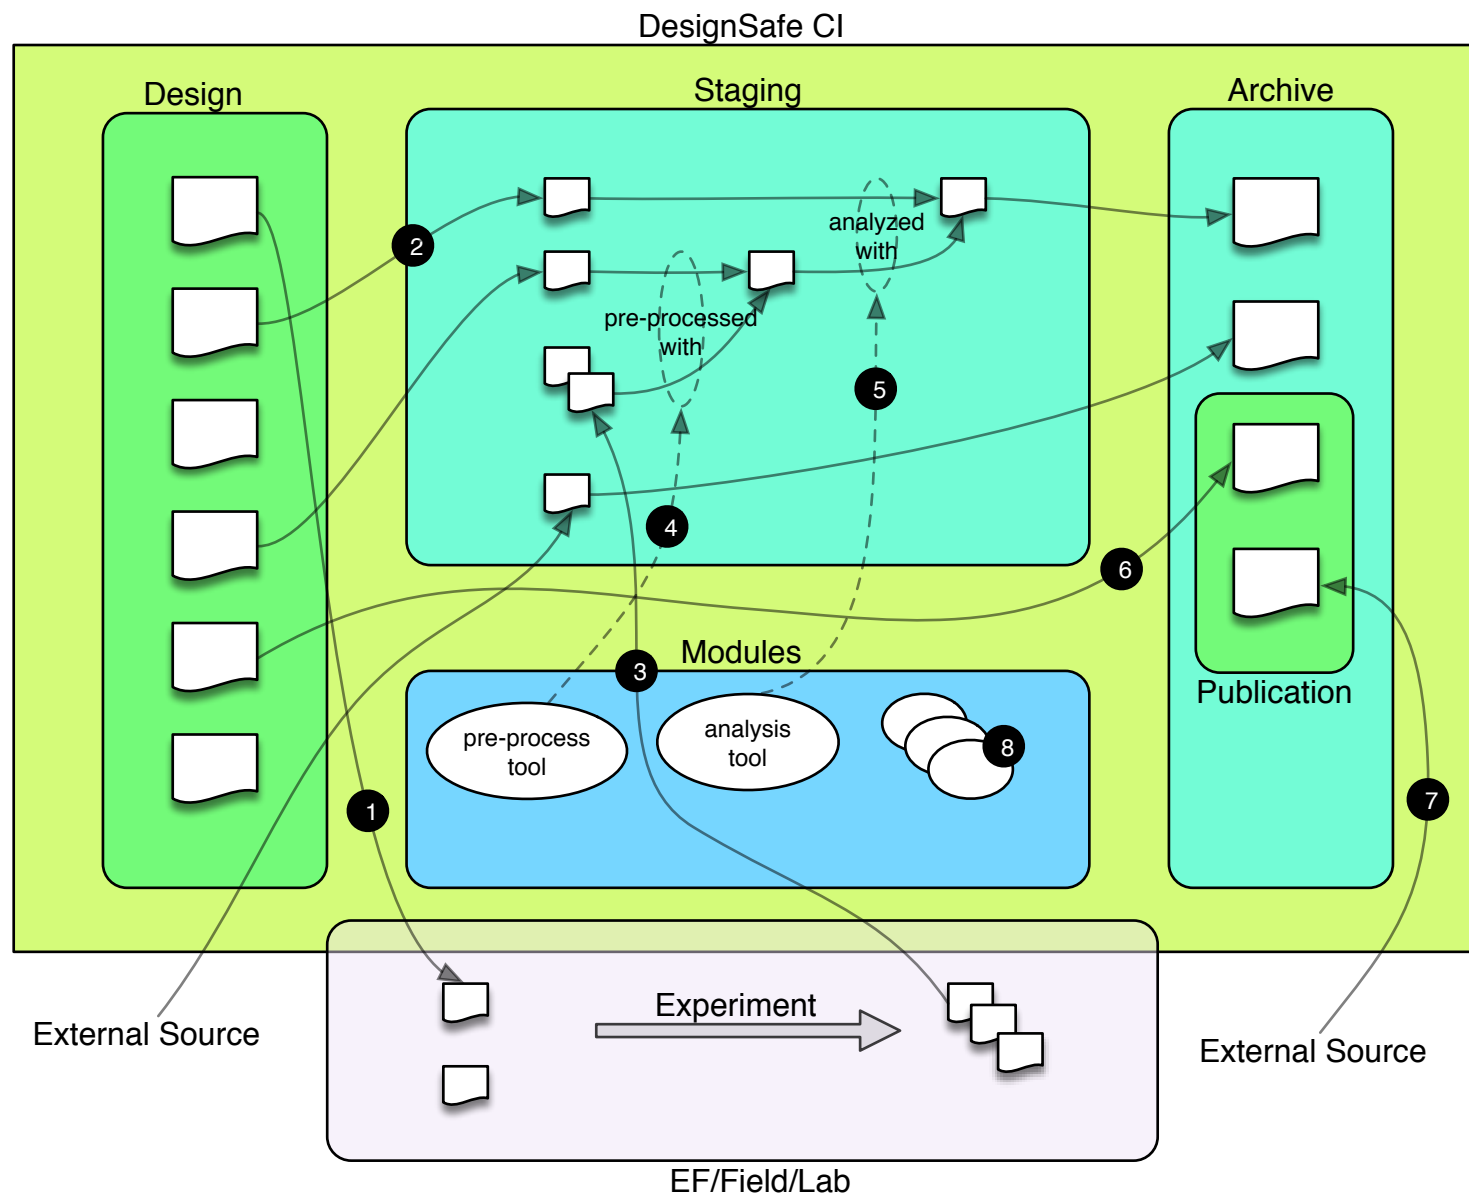 DesignSafe CI
Design
Staging
Archive
analyzed
with
2
pre-processed
with
5
4
6
3
Modules
Publication
pre-process
tool
analysis
tool
8
1
7
Experiment
External Source
External Source
EF/Field/Lab